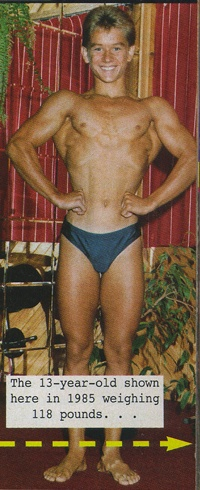 The 13-year-old shown
here in 1985 weighing
118 pounds. . .